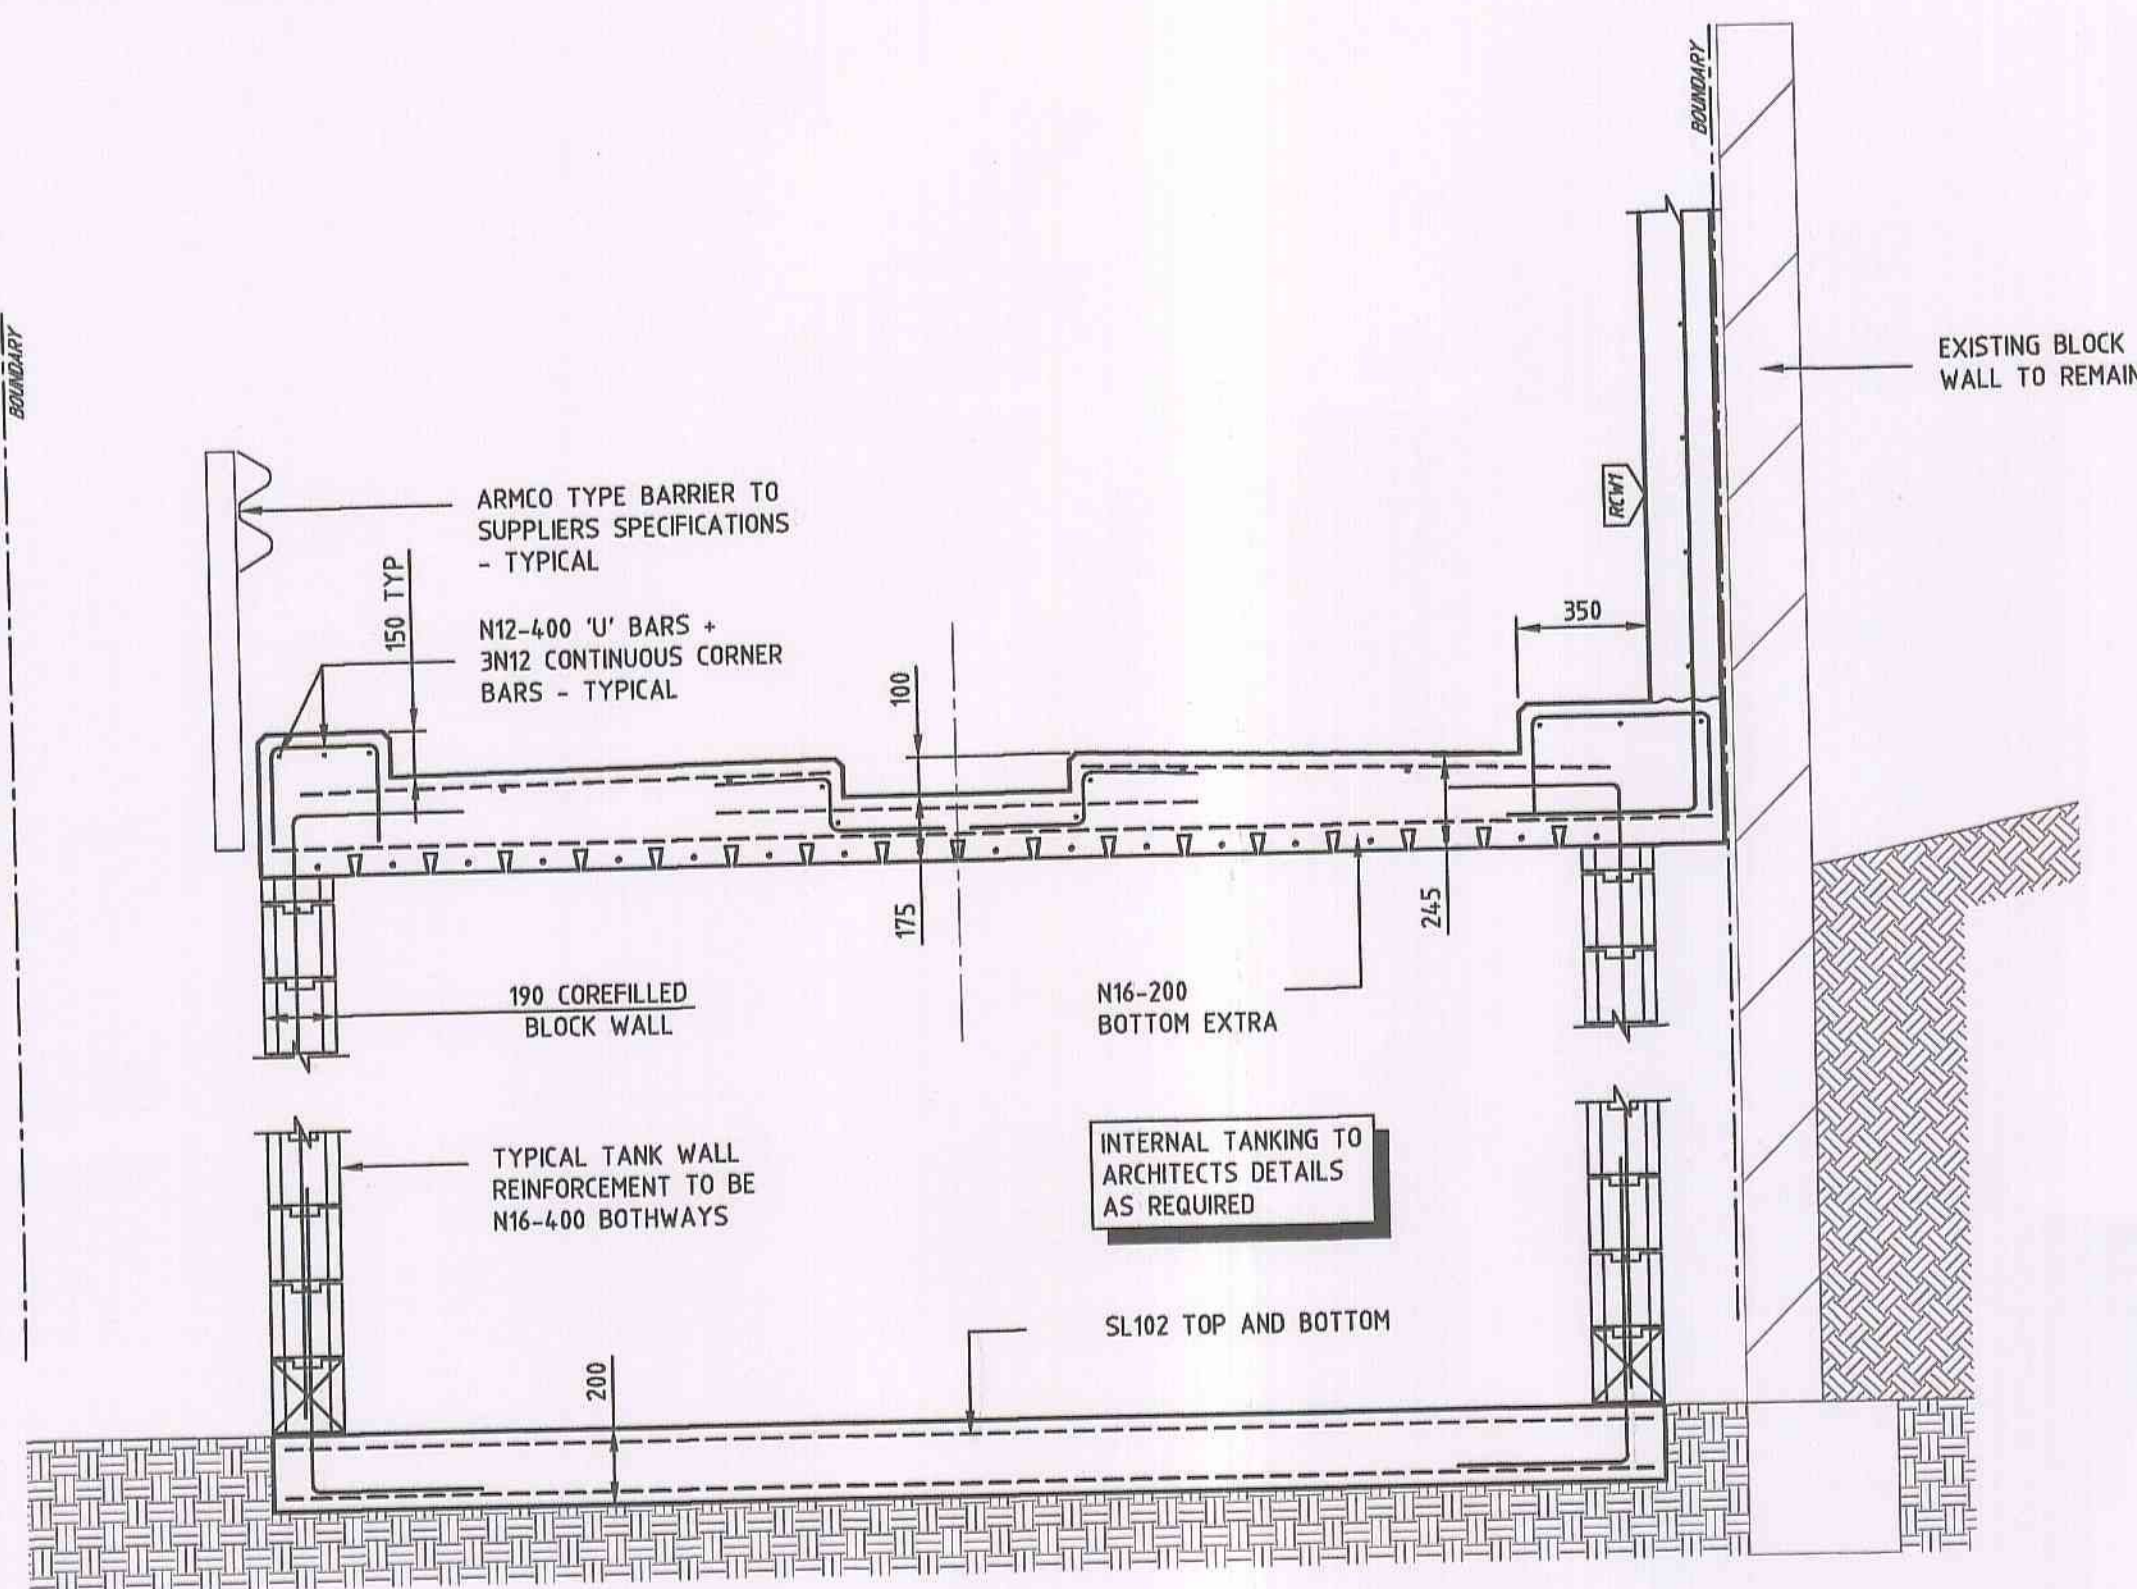 BOUNDARY
BOUNDARY
EXISTING BLOCK
WALL TO REMAIN
ARMCO TYPE BARRIER TO
SUPPLIERS SPECIFICATIONS
- TYPICAL
150 TYP
N12-400 'U' BARS +
3N12 CONTINUOUS CORNER
BARS - TYPICAL
RCW1
350
100
175
245
190 COREFILLED
BLOCK WALL
N16-200
BOTTOM EXTRA
TYPICAL TANK WALL
REINFORCEMENT TO BE
N16-400 BOTHWAYS
INTERNAL TANKING TO
ARCHITECTS DETAILS
AS REQUIRED
SL102 TOP AND BOTTOM
200